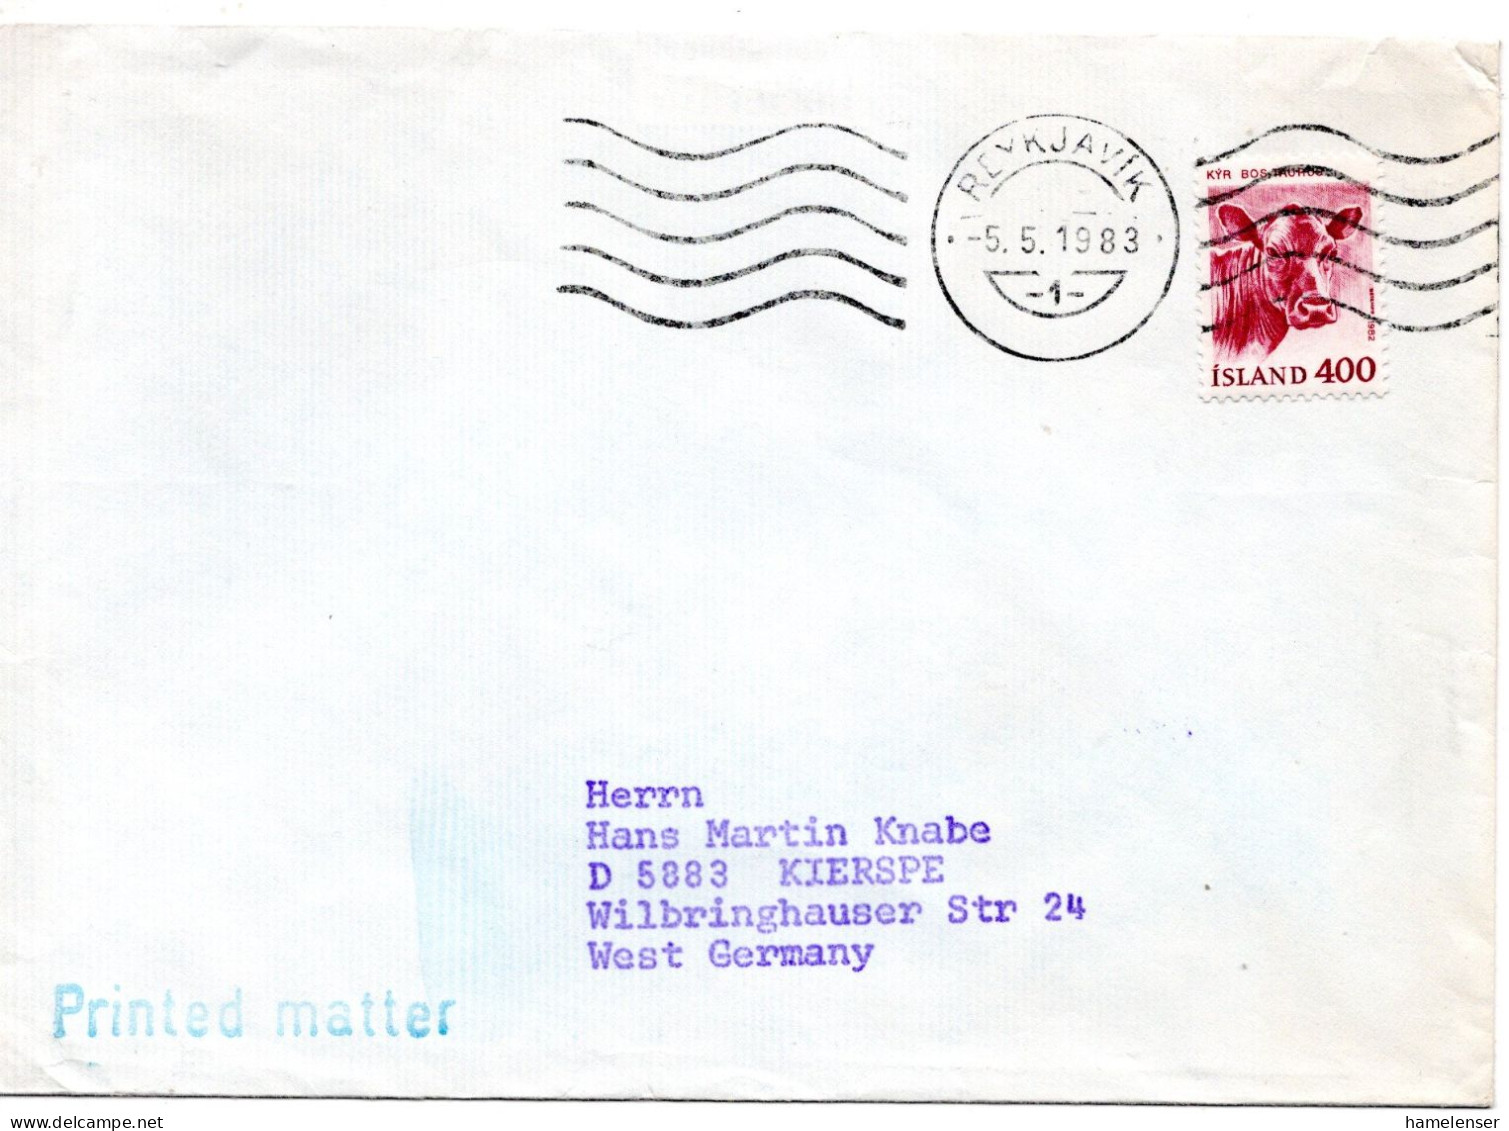 REYKJAVÍK
-5. 5. 1983
-1-
KÝR BOS TAURUS
1982
ÍSLAND 400
Herrn
Hans Martin Knabe
D 5883 KIERSPE
Wilbringhauser Str 24
West Germany
Printed matter
hamelenser
www.delcampe.net